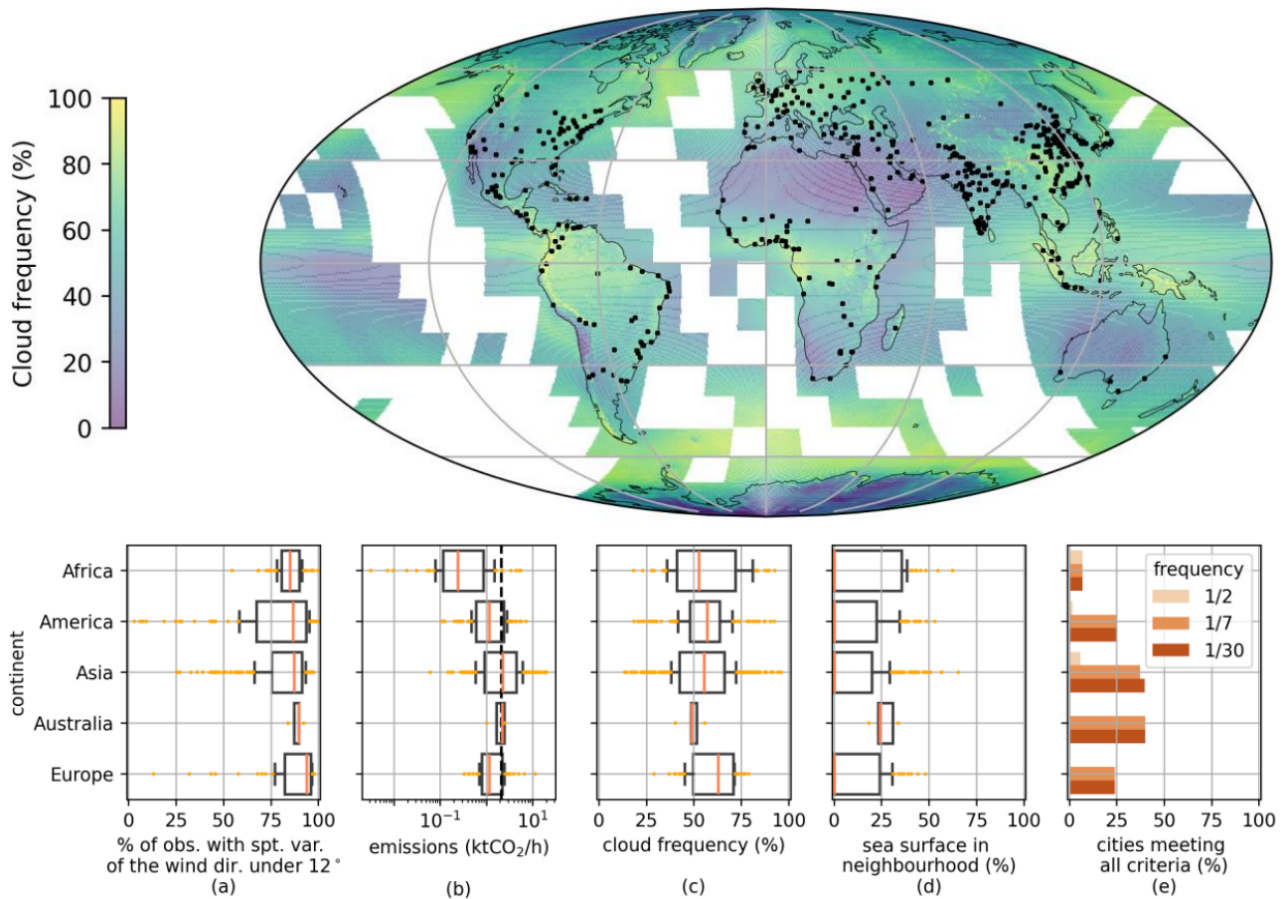 Cloud frequency (%)
100
80
60
40
20
0
continent
Africa
America
Asia
Australia
Europe
0 25 50 75 100
% of obs. with spt. var.
of the wind dir. under 12°
(a)
10⁻¹ 10¹
emissions (ktCO₂/h)
(b)
0 25 50 75 100
cloud frequency (%)
(c)
0 25 50 75 100
sea surface in
neighbourhood (%)
(d)
frequency
1/2
1/7
1/30
0 25 50 75 100
cities meeting
all criteria (%)
(e)